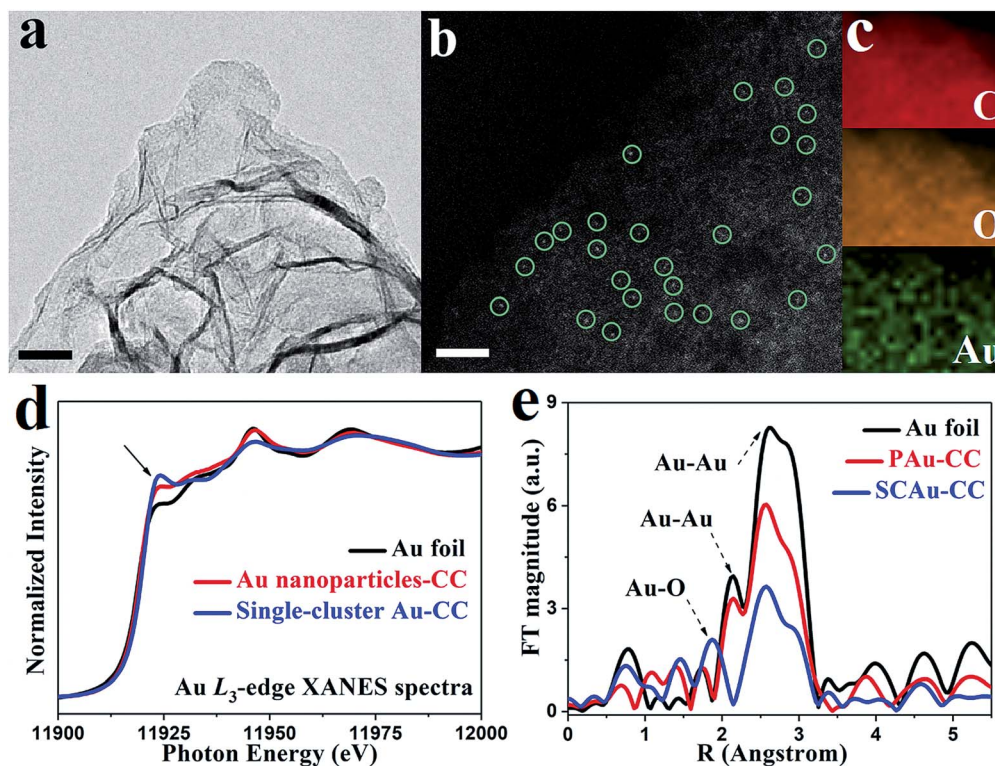 a
b
c
C
O
Au
d
Normalized Intensity
Au foil
Au nanoparticles-CC
Single-cluster Au-CC
Au L₃-edge XANES spectra
11900
11925
11950
11975
12000
Photon Energy (eV)
e
FT magnitude (a.u.)
9
6
3
0
Au foil
PAu-CC
SCAu-CC
Au-Au
Au-Au
Au-O
0
1
2
3
4
5
R (Angstrom)